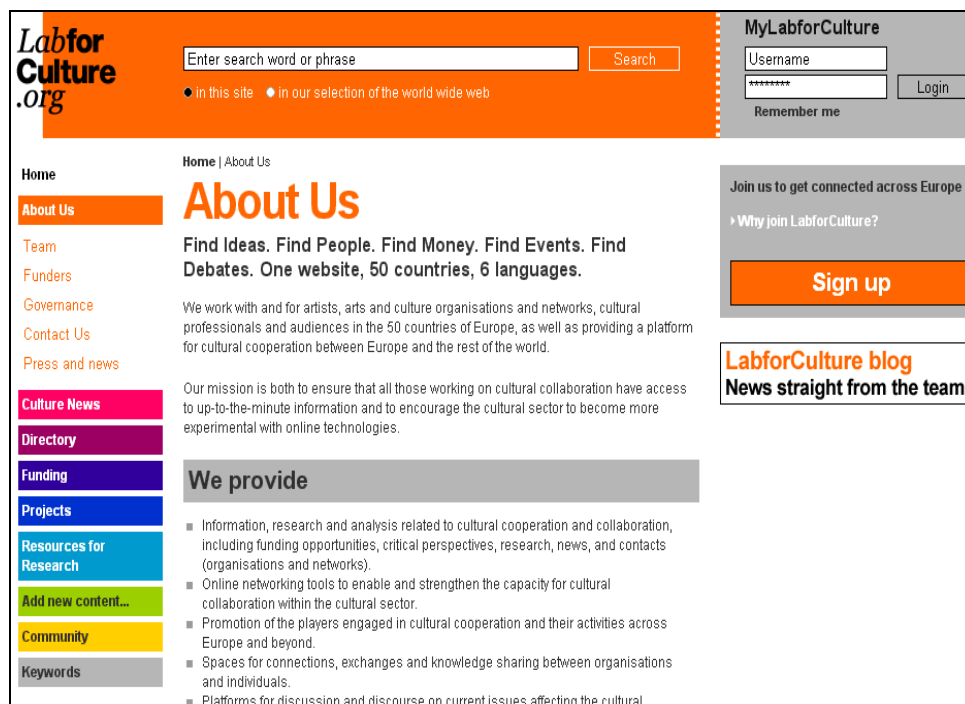 Labfor
Culture
.org
Enter search word or phrase
Search
in this site in our selection of the world wide web
MyLabforCulture
Username
********
Login
Remember me
Home
About Us
Team
Funders
Governance
Contact Us
Press and news
Culture News
Directory
Funding
Projects
Resources for
Research
Add new content...
Community
Keywords
Home | About Us
About Us
Find Ideas. Find People. Find Money. Find Events. Find
Debates. One website, 50 countries, 6 languages.
We work with and for artists, arts and culture organisations and networks, cultural
professionals and audiences in the 50 countries of Europe, as well as providing a platform
for cultural cooperation between Europe and the rest of the world.
Our mission is both to ensure that all those working on cultural collaboration have access
to up-to-the-minute information and to encourage the cultural sector to become more
experimental with online technologies.
We provide
Information, research and analysis related to cultural cooperation and collaboration,
including funding opportunities, critical perspectives, research, news, and contacts
(organisations and networks).
Online networking tools to enable and strengthen the capacity for cultural
collaboration within the cultural sector.
Promotion of the players engaged in cultural cooperation and their activities across
Europe and beyond.
Spaces for connections, exchanges and knowledge sharing between organisations
and individuals.
Platforms for discussion and discourse on current issues affecting the cultural
Join us to get connected across Europe
Why join LabforCulture?
Sign up
LabforCulture blog
News straight from the team